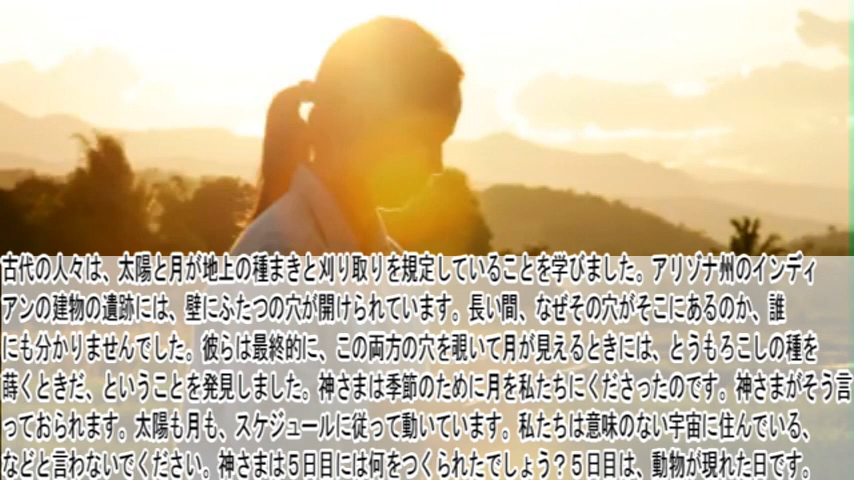 古代の人々は、太陽と月が地上の種まきと刈り取りを規定していることを学びました。アリゾナ州のインディ
アンの建物の遺跡には、壁にふたつの穴が開けられています。長い間、なぜその穴がそこにあるのか、誰
にも分かりませんでした。彼らは最終的に、この両方の穴を覗いて月が見えるときには、とうもろこしの種を
蒔くときだ、ということを発見しました。神さまは季節のために月を私たちにくださったのです。神さまがそう言
っておられます。太陽も月も、スケジュールに従って動いています。私たちは意味のない宇宙に住んでいる、
などと言わないでください。神さまは５日目には何をつくられたでしょう？５日目は、動物が現れた日です。